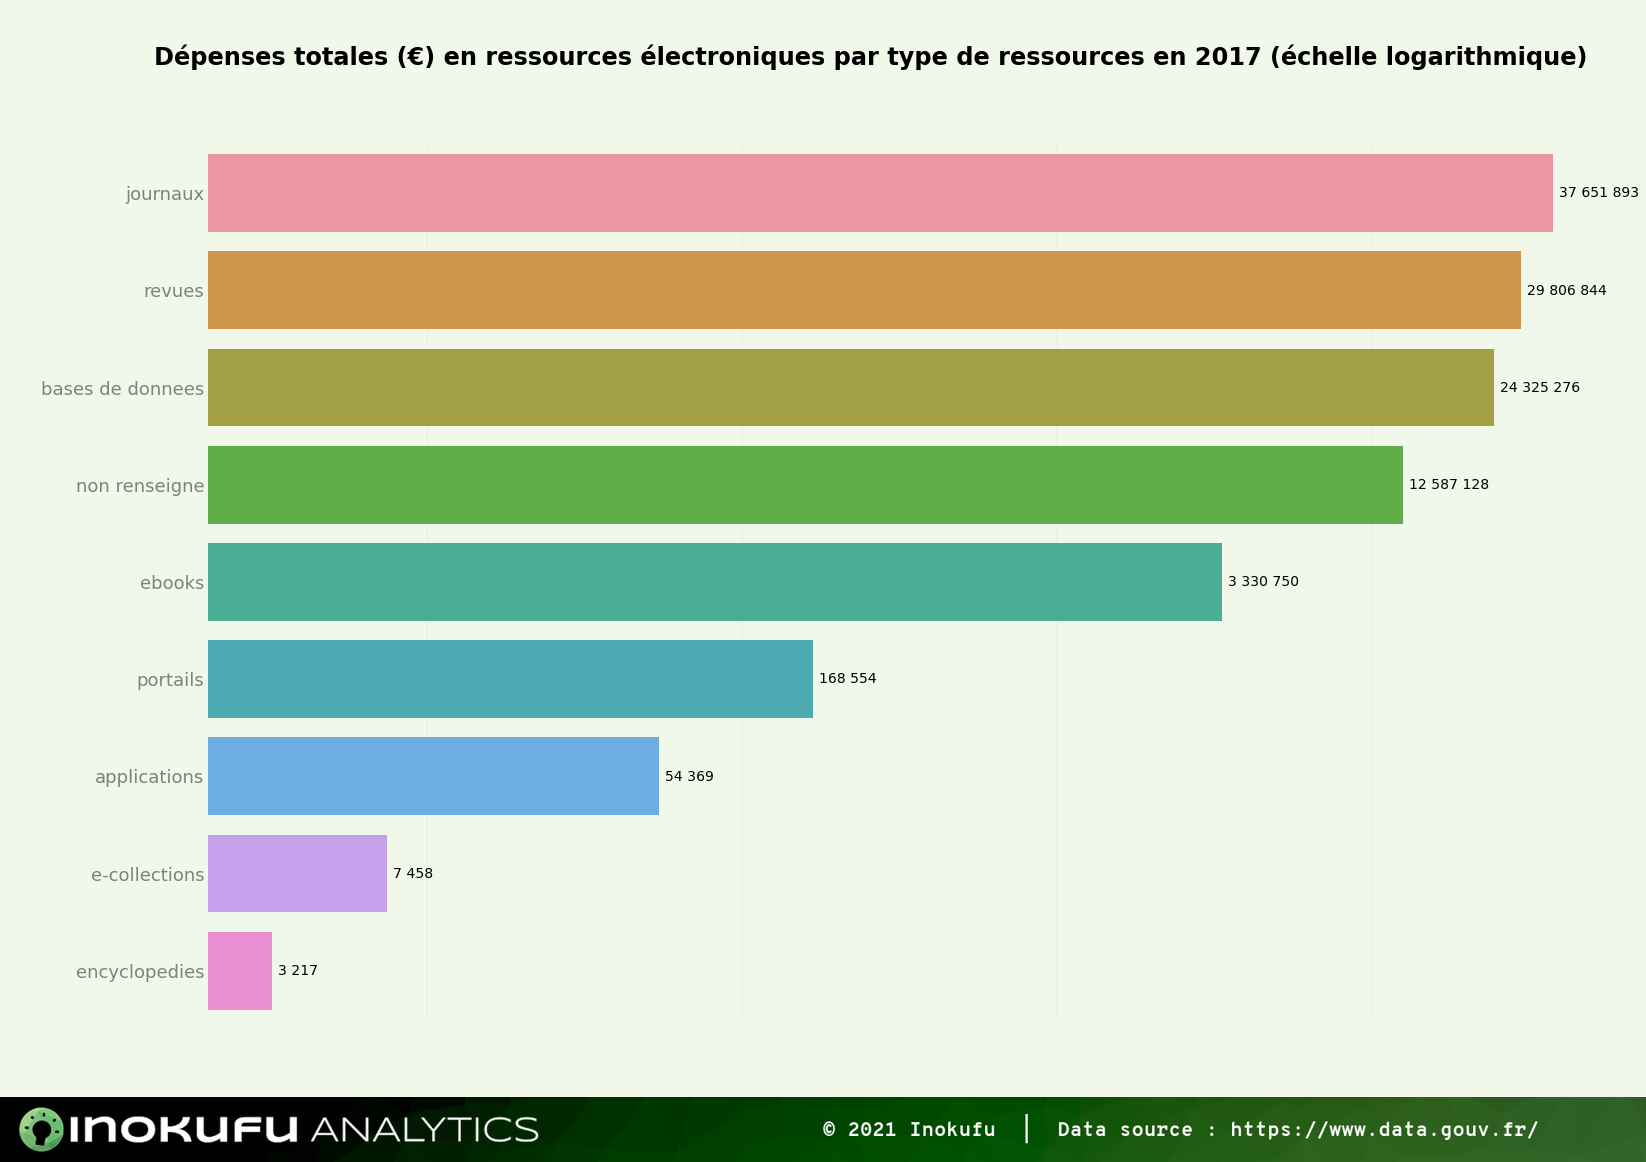 Dépenses totales (€) en ressources électroniques par type de ressources en 2017 (échelle logarithmique)
journaux 37 651 893
revues 29 806 844
bases de donnees 24 325 276
non renseigne 12 587 128
ebooks 3 330 750
portails 168 554
applications 54 369
e-collections 7 458
encyclopedies 3 217
INOKUFU ANALYTICS © 2021 Inokufu | Data source : https://www.data.gouv.fr/